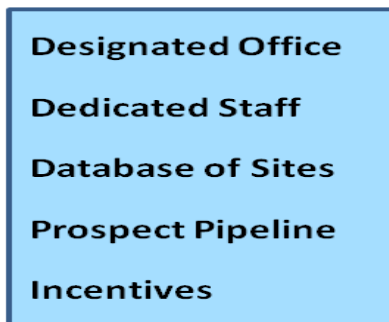 Designated Office
Dedicated Staff
Database of Sites
Prospect Pipeline
Incentives